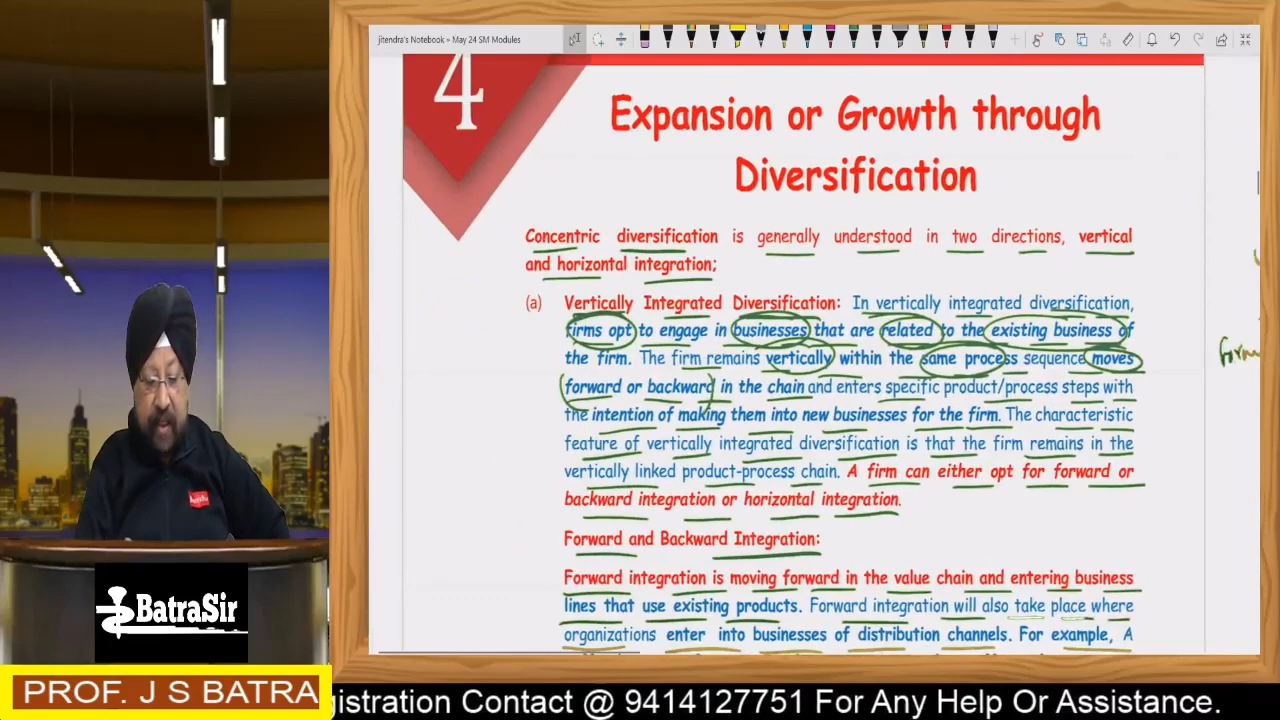 jitendra's Notebook » May 24 SM Modules
4
Expansion or Growth through
Diversification
Concentric diversification is generally understood in two directions, vertical
and horizontal integration;
(a) Vertically Integrated Diversification: In vertically integrated diversification,
firms opt to engage in businesses that are related to the existing business of
the firm. The firm remains vertically within the same process sequence moves
forward or backward in the chain and enters specific product/process steps with
the intention of making them into new businesses for the firm. The characteristic
feature of vertically integrated diversification is that the firm remains in the
vertically linked product-process chain. A firm can either opt for forward or
backward integration or horizontal integration.
Forward and Backward Integration:
Forward integration is moving forward in the value chain and entering business
lines that use existing products. Forward integration will also take place where
organizations enter into businesses of distribution channels. For example, A
BatraSir
PROF. J S BATRA
gistration Contact @ 9414127751 For Any Help Or Assistance.